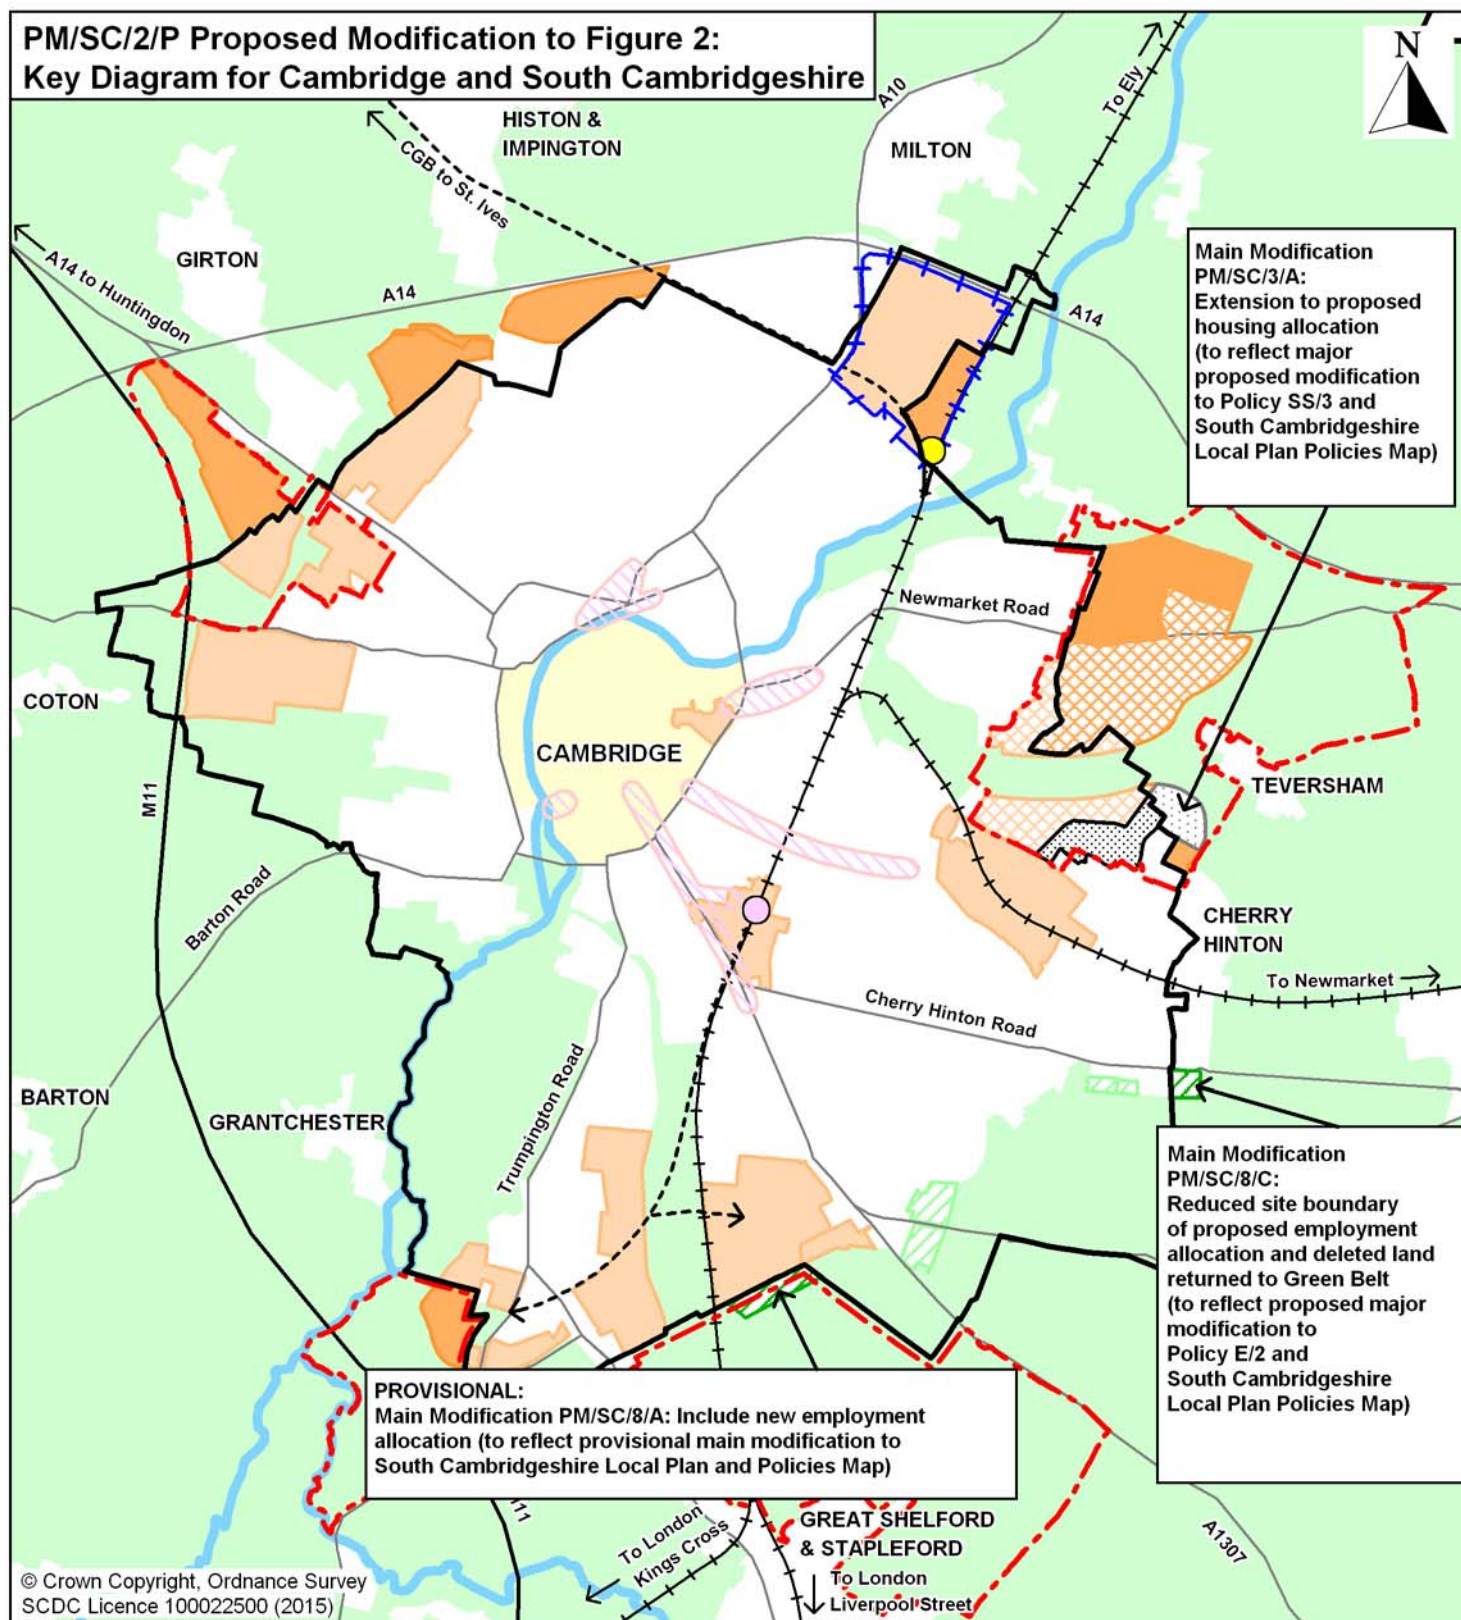 PM/SC/2/P Proposed Modification to Figure 2:
Key Diagram for Cambridge and South Cambridgeshire
N
HISTON &
IMPINGTON
A10
To Ely
MILTON
CGB to St. Ives
GIRTON
A14 to Huntingdon
A14
A14
Main Modification
PM/SC/3/A:
Extension to proposed
housing allocation
(to reflect major
proposed modification
to Policy SS/3 and
South Cambridgeshire
Local Plan Policies Map)
Newmarket Road
COTON
CAMBRIDGE
M11
TEVERSHAM
Barton Road
CHERRY
HINTON
To Newmarket
Cherry Hinton Road
BARTON
GRANTCHESTER
Trumpington Road
Main Modification
PM/SC/8/C:
Reduced site boundary
of proposed employment
allocation and deleted land
returned to Green Belt
(to reflect proposed major
modification to
Policy E/2 and
South Cambridgeshire
Local Plan Policies Map)
PROVISIONAL:
Main Modification PM/SC/8/A: Include new employment
allocation (to reflect provisional main modification to
South Cambridgeshire Local Plan and Policies Map)
To London
Kings Cross
GREAT SHELFORD
& STAPLEFORD
To London
Liverpool Street
A1307
© Crown Copyright, Ordnance Survey
SCDC Licence 100022500 (2015)